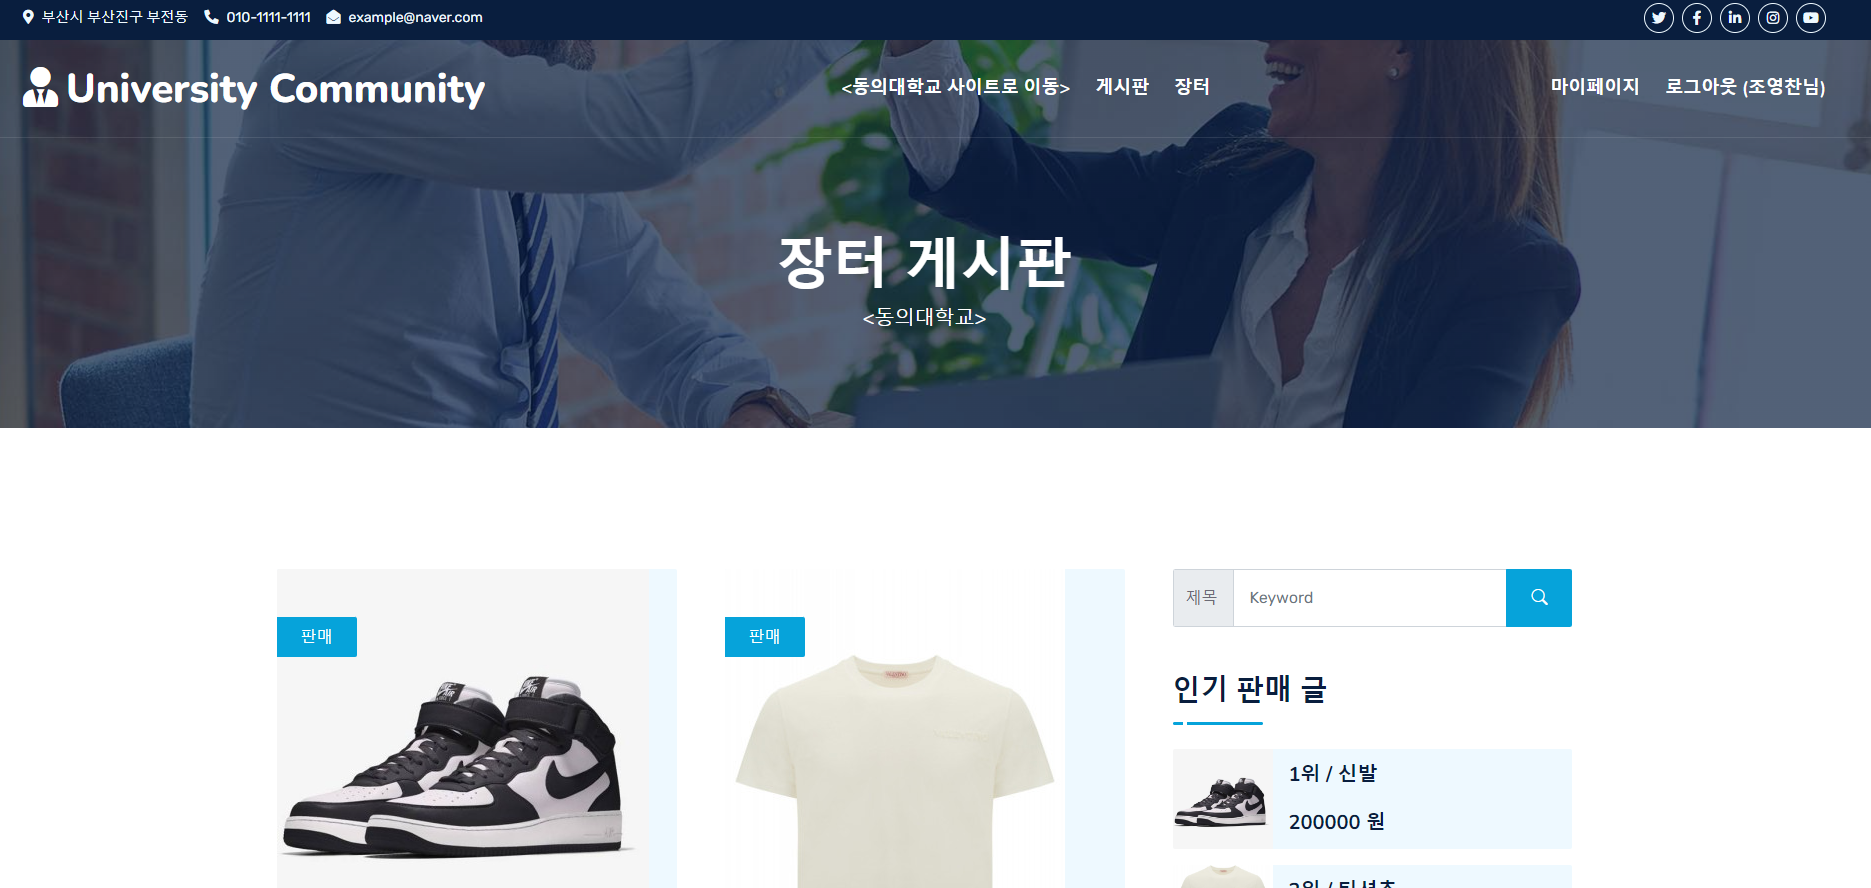 부산시 부산진구 부전동 010-1111-1111 example@naver.com
University Community
<동의대학교 사이트로 이동> 게시판 장터
마이페이지 로그아웃 (조영찬님)
장터 게시판
<동의대학교>
판매
판매
제목 Keyword
인기 판매 글
1위 / 신발
200000 원